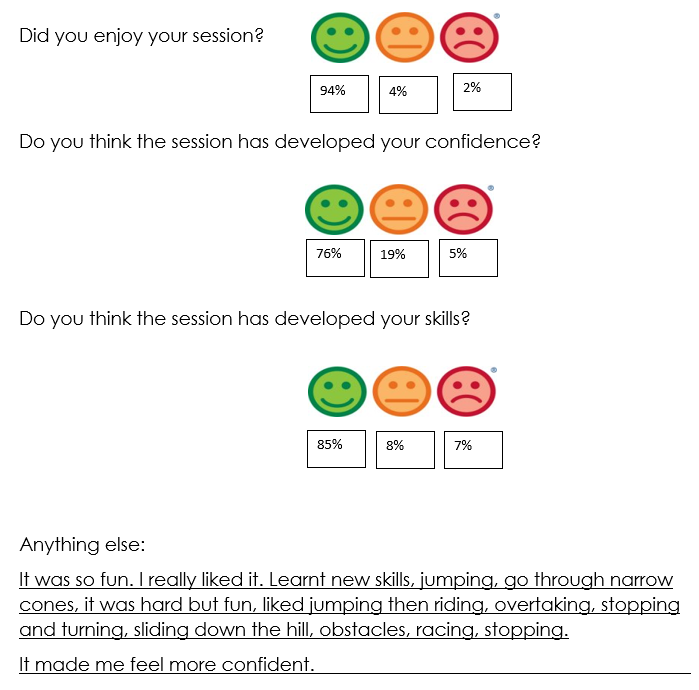 Did you enjoy your session?
®
94% 4% 2%
Do you think the session has developed your confidence?
®
76% 19% 5%
Do you think the session has developed your skills?
®
85% 8% 7%
Anything else:
It was so fun. I really liked it. Learnt new skills, jumping, go through narrow
cones, it was hard but fun, liked jumping then riding, overtaking, stopping
and turning, sliding down the hill, obstacles, racing, stopping.
It made me feel more confident.